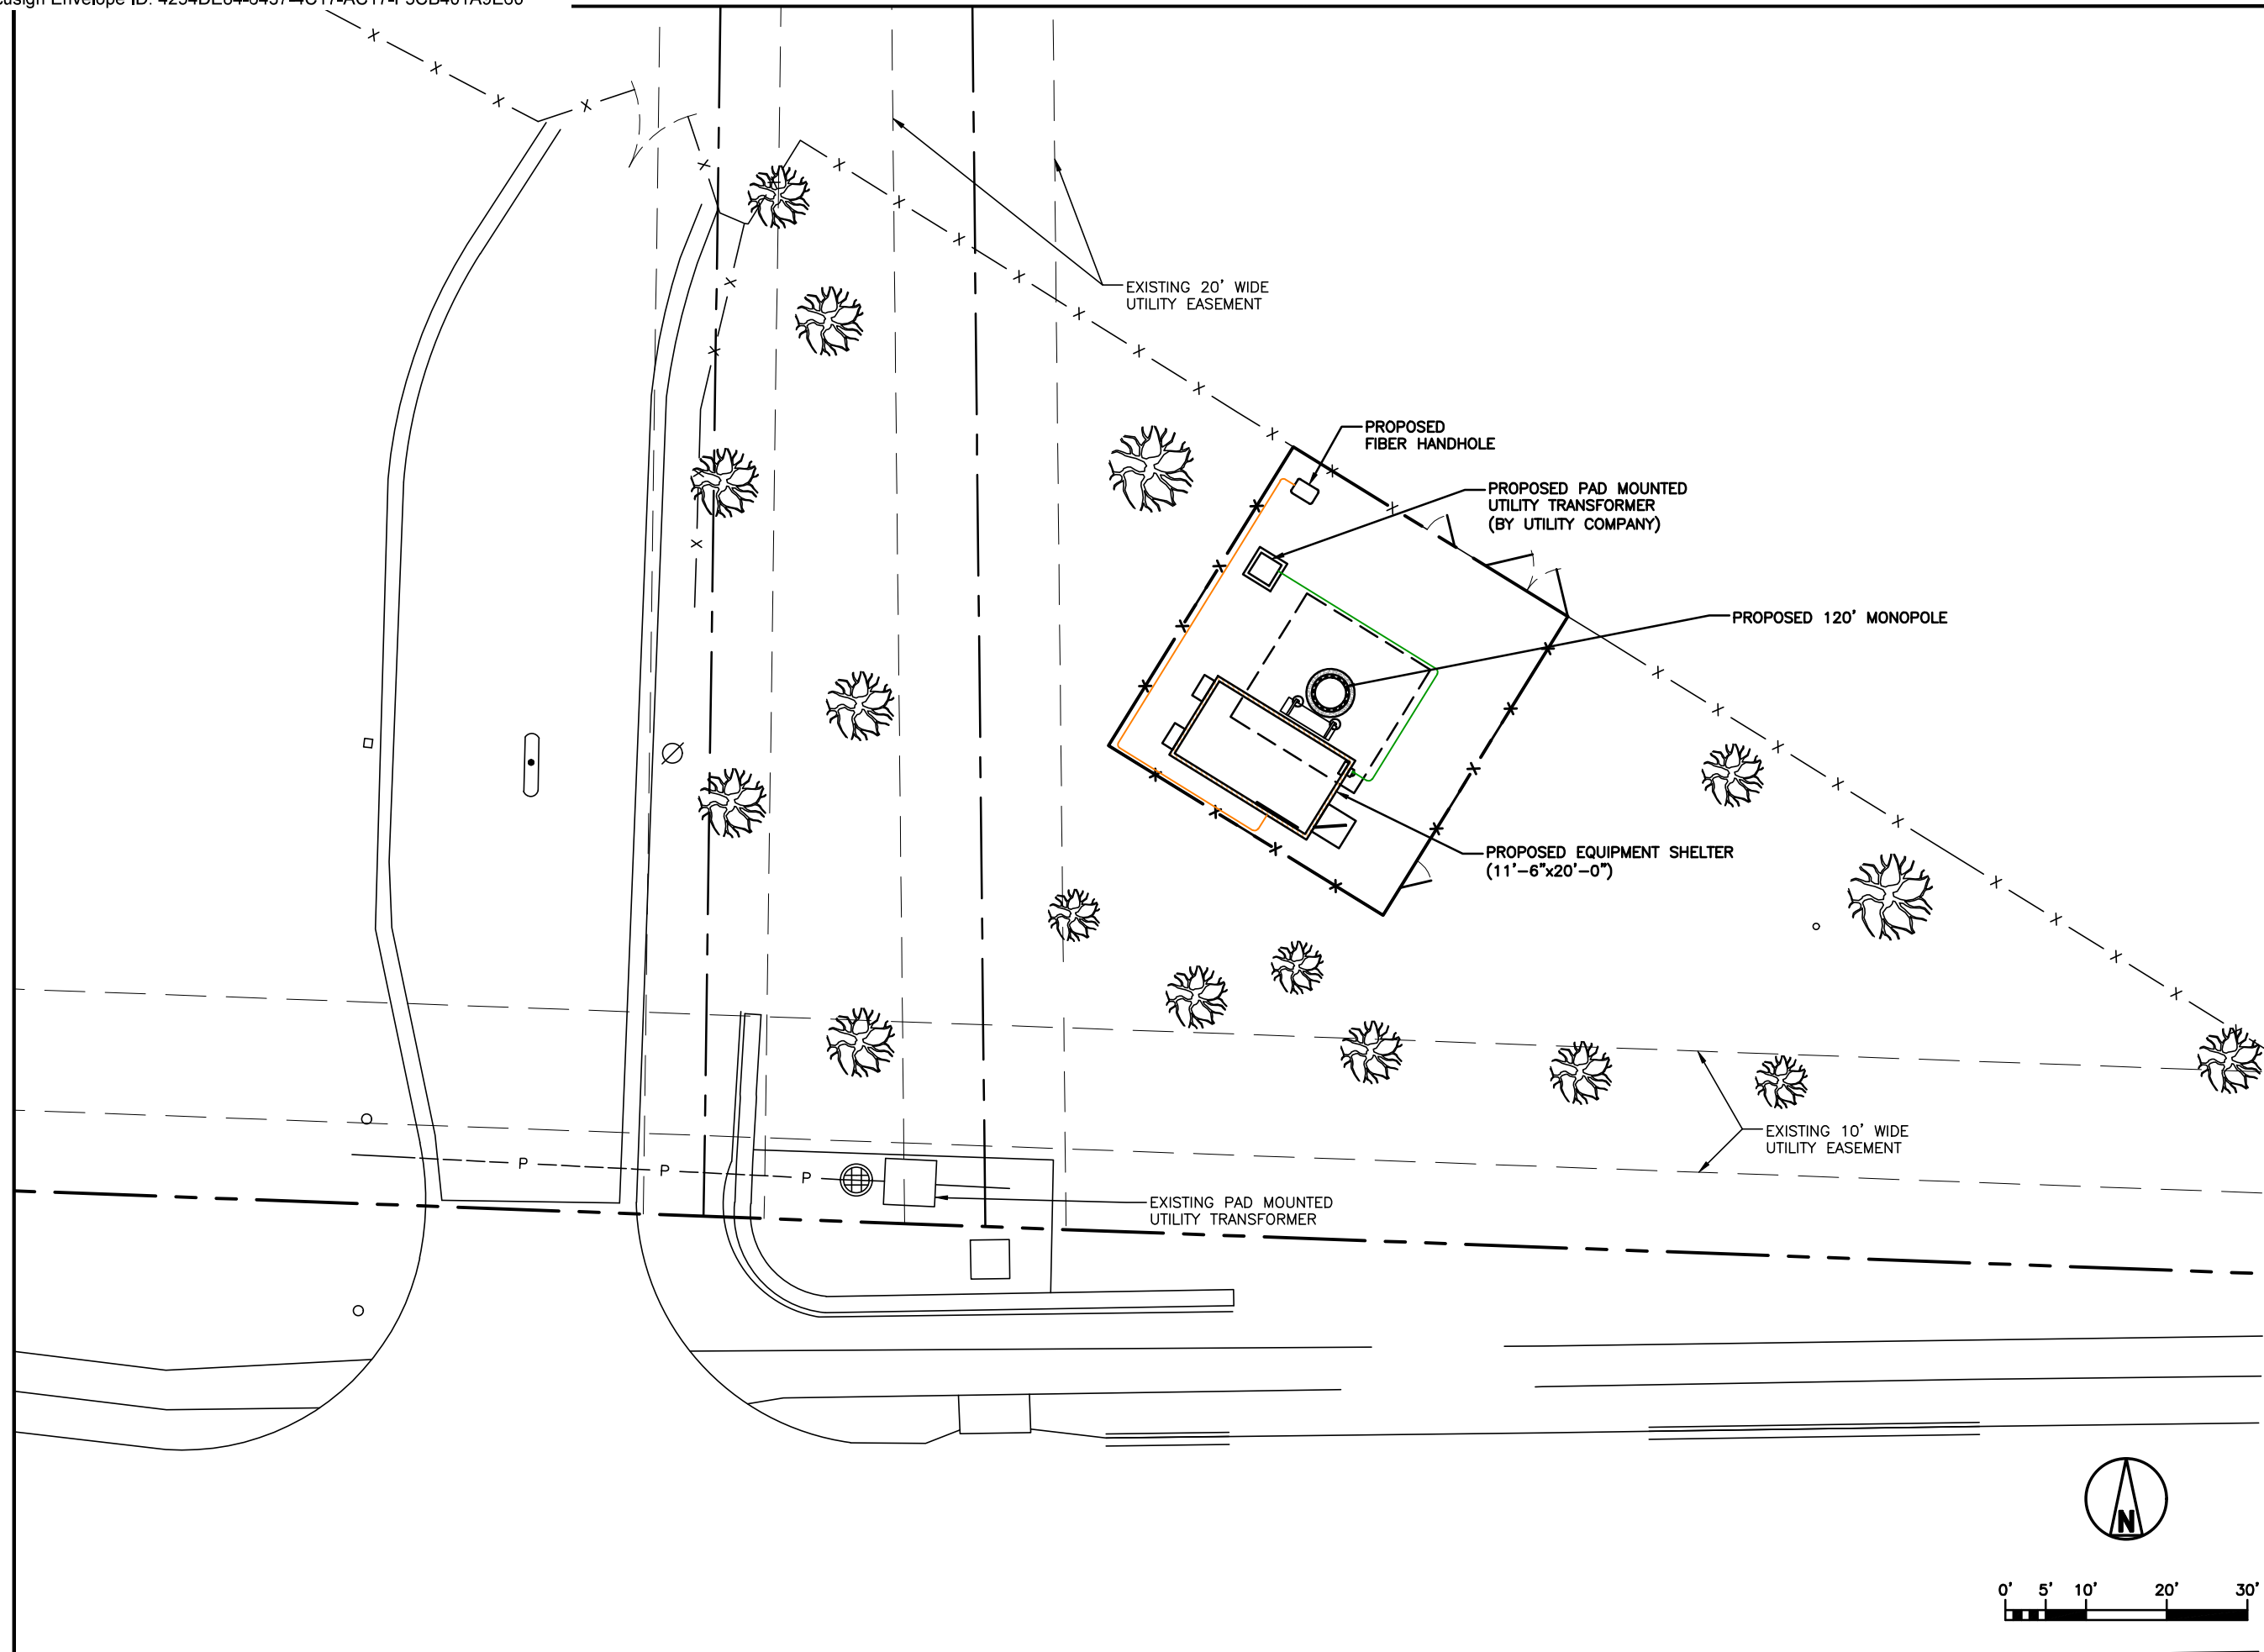 EXISTING 20' WIDE
UTILITY EASEMENT
PROPOSED
FIBER HANDHOLE
PROPOSED PAD MOUNTED
UTILITY TRANSFORMER
(BY UTILITY COMPANY)
PROPOSED 120' MONOPOLE
PROPOSED EQUIPMENT SHELTER
(11'-6"x20'-0")
EXISTING 10' WIDE
UTILITY EASEMENT
P P P
EXISTING PAD MOUNTED
UTILITY TRANSFORMER
N
0' 5' 10' 20' 30'